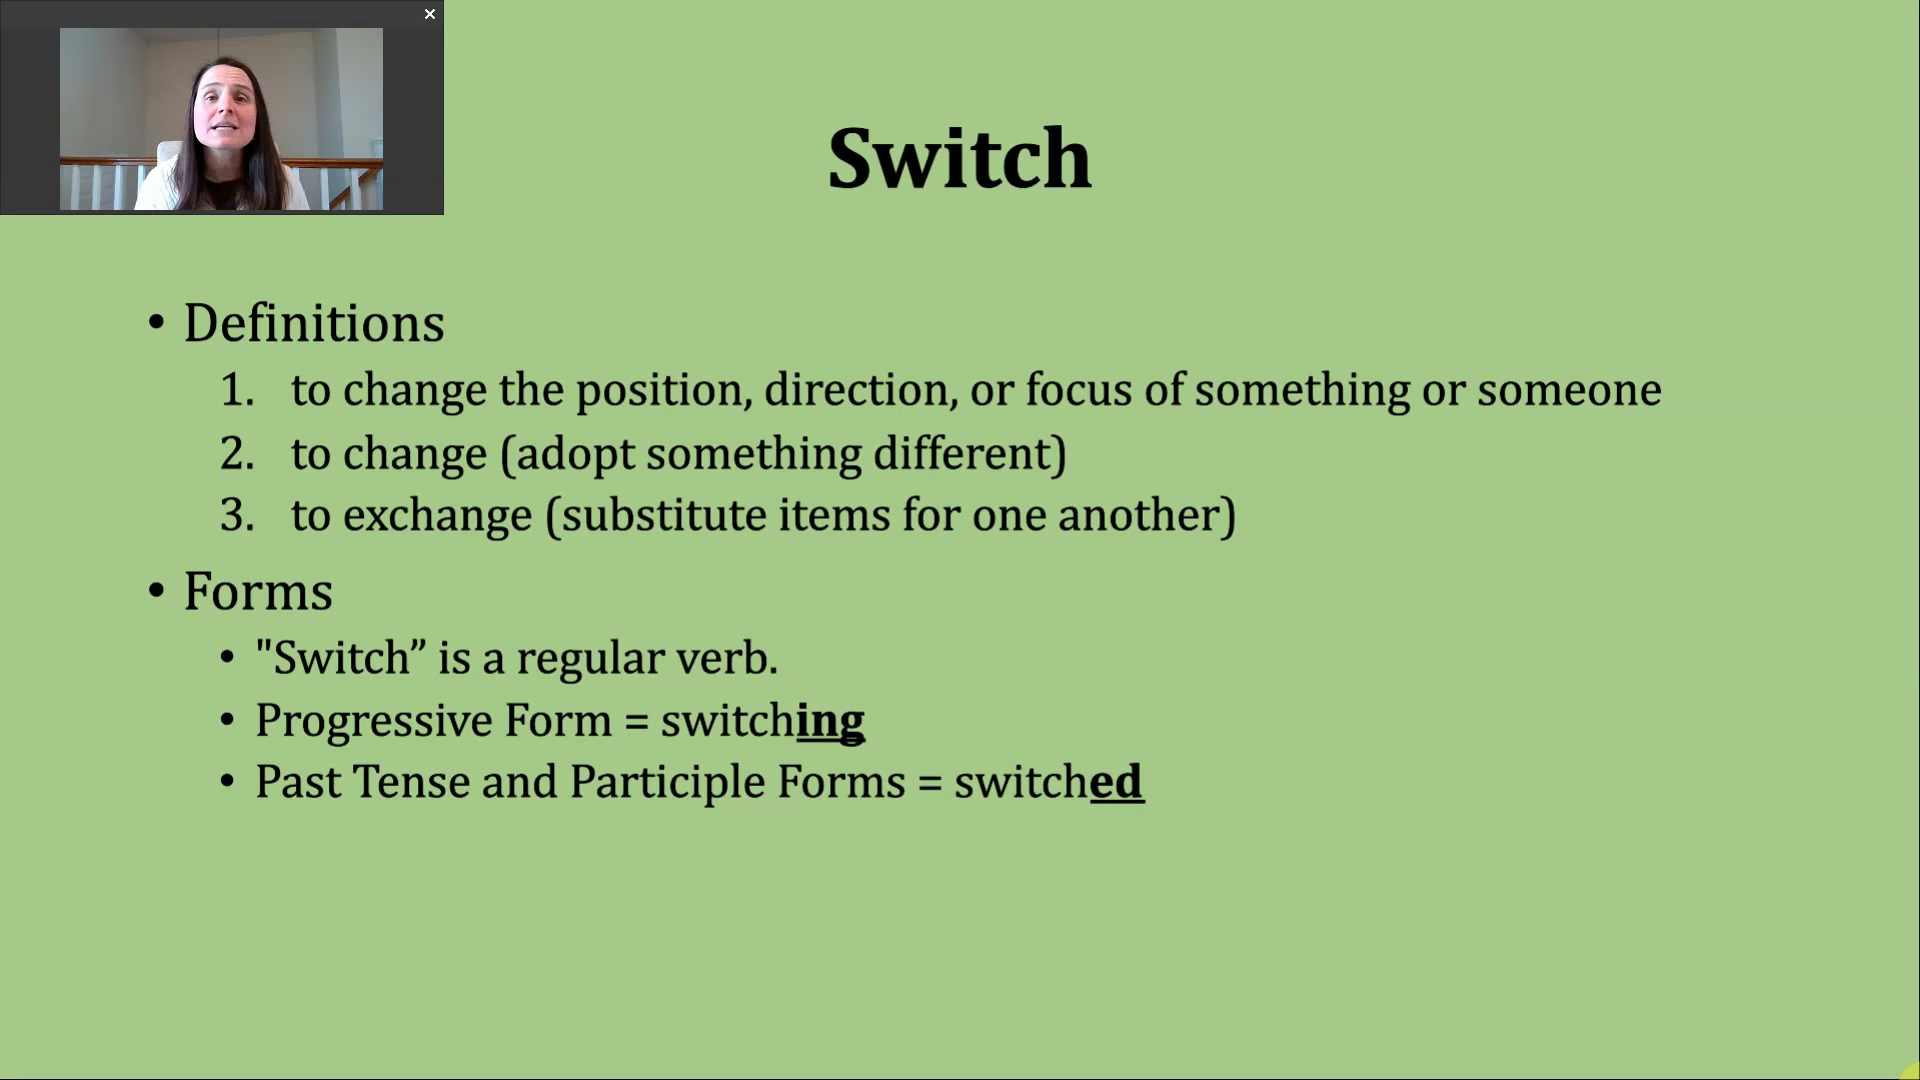 Switch
• Definitions
1. to change the position, direction, or focus of something or someone
2. to change (adopt something different)
3. to exchange (substitute items for one another)
• Forms
• "Switch” is a regular verb.
• Progressive Form = switching
• Past Tense and Participle Forms = switched